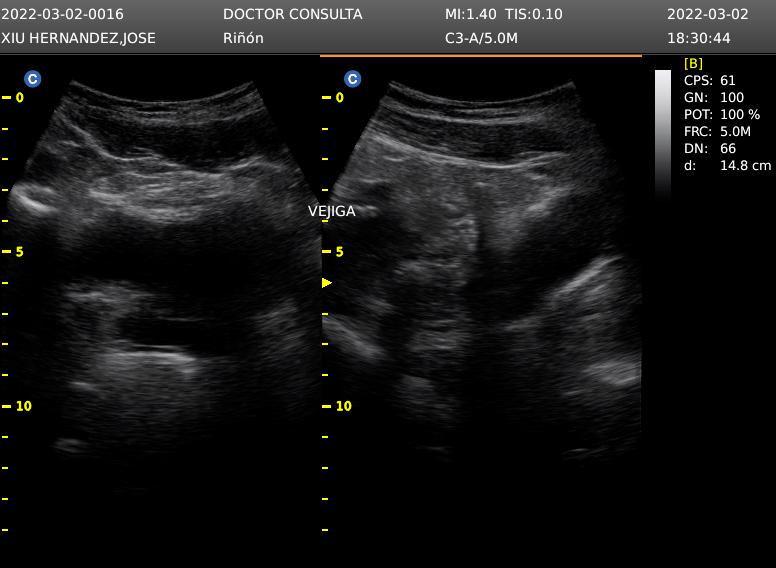 2022-03-02-0016 DOCTOR CONSULTA MI:1.40 TIS:0.10 2022-03-02
XIU HERNANDEZ,JOSE Riñón C3-A/5.0M 18:30:44
[B]
C C
0 0
CPS: 61
GN: 100
POT: 100 %
FRC: 5.0M
DN: 66
d: 14.8 cm
VEJIGA
5 5
10 10